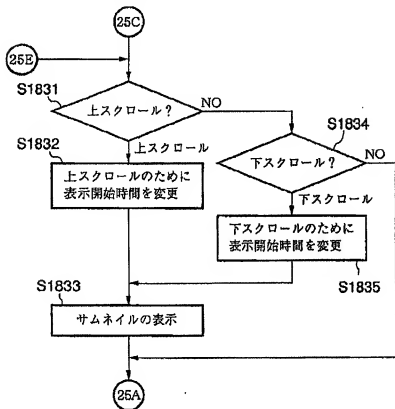 25C
25E
S1831
上スクロール？
NO
S1834
S1832
上スクロール
下スクロール？
NO
上スクロールのために
表示開始時間を変更
下スクロール
下スクロールのために
表示開始時間を変更
S1833
S1835
サムネイルの表示
25A